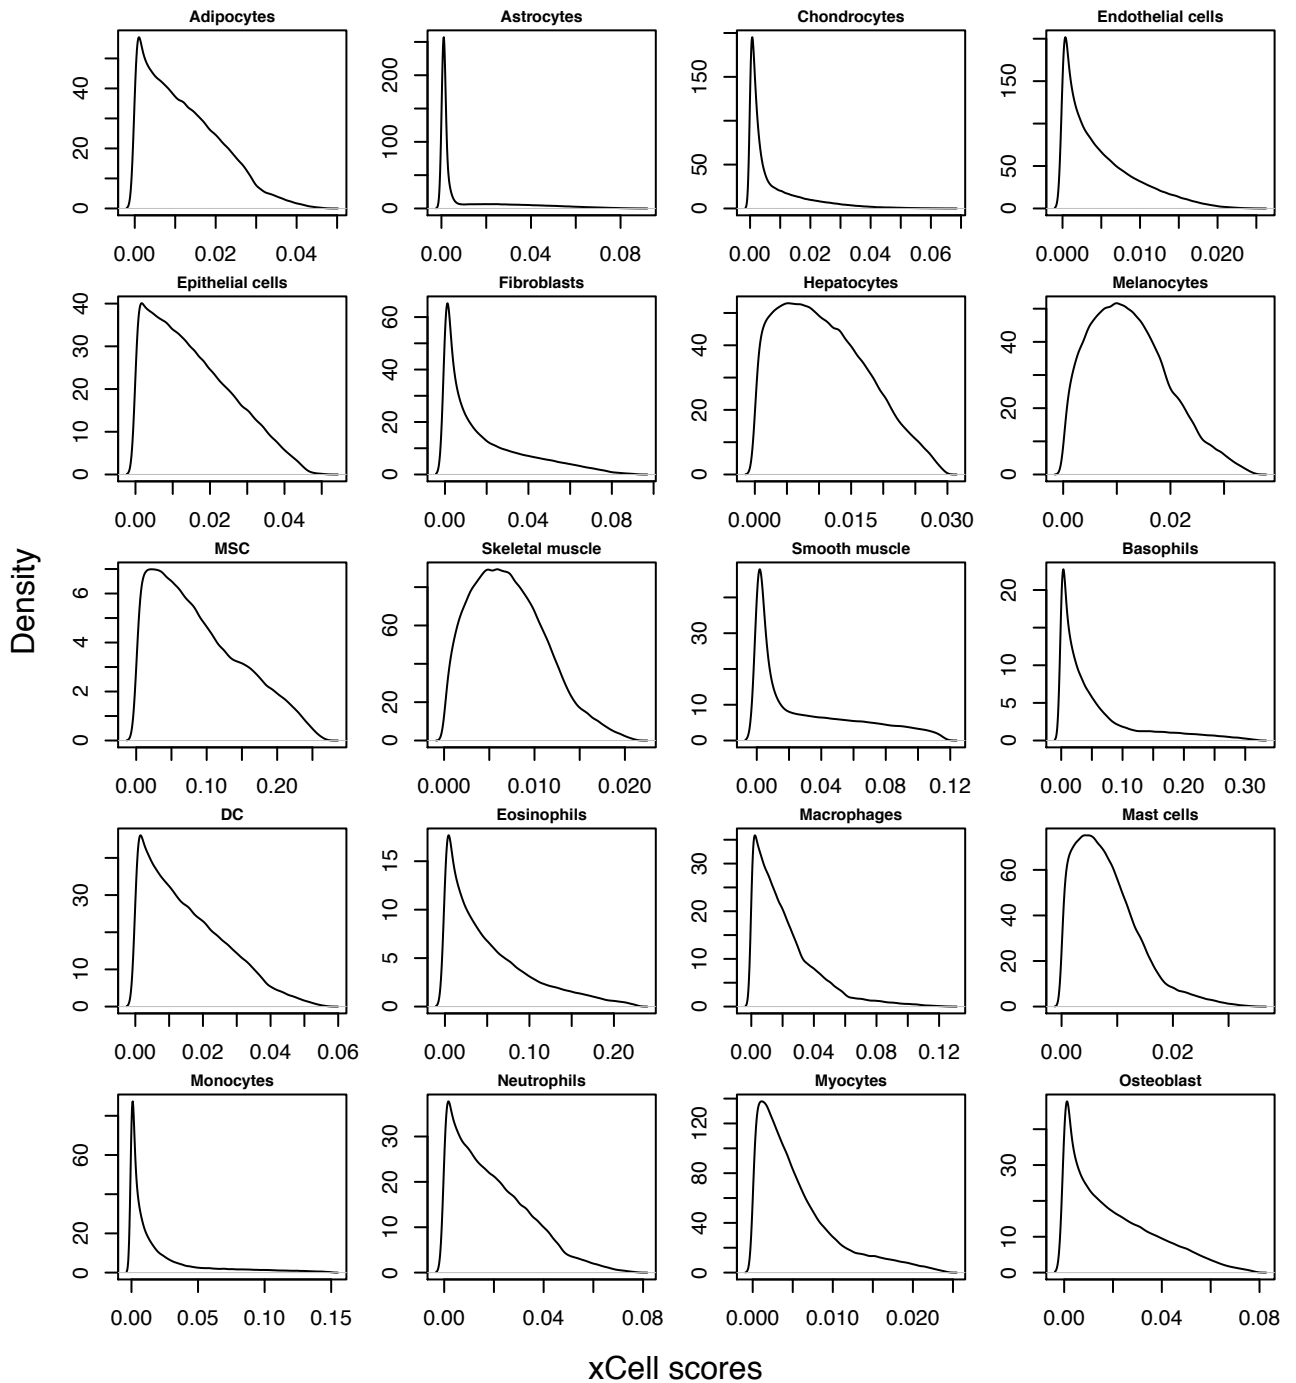 Adipocytes Astrocytes Chondrocytes Endothelial cells
0 20 40 0 100 200 0 50 150 0 50 150
0.00 0.02 0.04 0.00 0.04 0.08 0.00 0.02 0.04 0.06 0.000 0.010 0.020
Epithelial cells Fibroblasts Hepatocytes Melanocytes
0 10 20 30 40 0 20 40 60 0 20 40 0 20 40
0.00 0.02 0.04 0.00 0.04 0.08 0.000 0.015 0.030 0.00 0.02
MSC Skeletal muscle Smooth muscle Basophils
0 2 4 6 0 20 60 0 10 30 0 5 10 20
0.00 0.10 0.20 0.000 0.010 0.020 0.00 0.04 0.08 0.12 0.00 0.10 0.20 0.30
DC Eosinophils Macrophages Mast cells
0 10 30 0 5 10 15 0 10 20 30 0 20 40 60
0.00 0.02 0.04 0.06 0.00 0.10 0.20 0.00 0.04 0.08 0.12 0.00 0.02
Monocytes Neutrophils Myocytes Osteoblast
0 20 60 0 10 20 30 0 40 80 120 0 10 30
0.00 0.05 0.10 0.15 0.00 0.04 0.08 0.000 0.010 0.020 0.00 0.04 0.08
Density
xCell scores